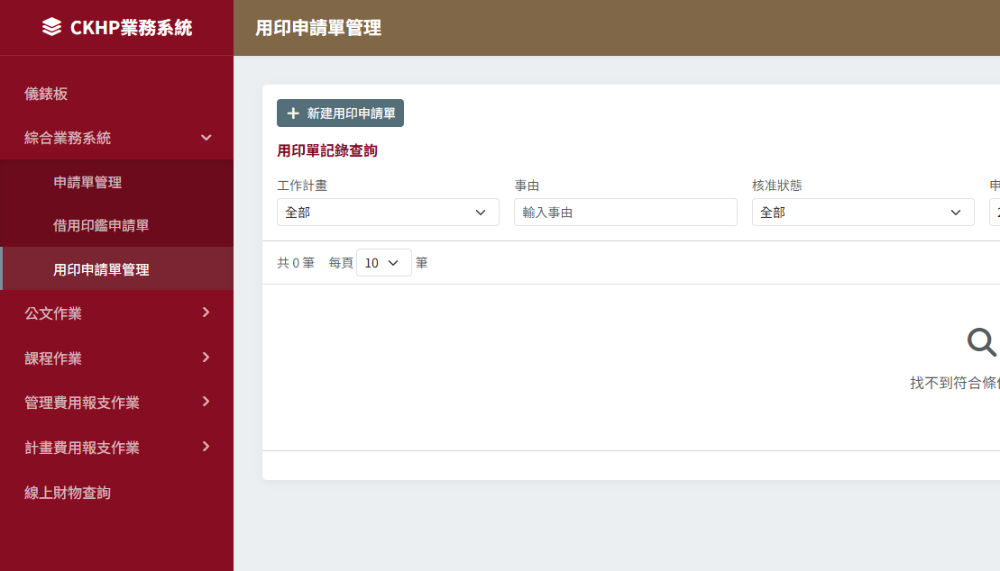 CKHP業務系統
用印申請單管理
儀錶板
綜合業務系統
申請單管理
借用印鑑申請單
用印申請單管理
公文作業
課程作業
管理費用報支作業
計畫費用報支作業
線上財物查詢
新建用印申請單
用印單記錄查詢
工作計畫 事由 核准狀態 申
全部 輸入事由 全部 2
共 0 筆 每頁 10 筆
找不到符合條